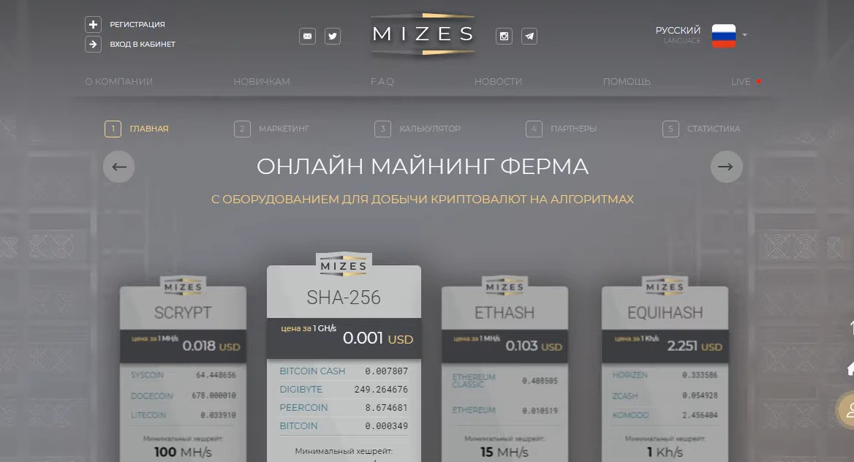 РЕГИСТРАЦИЯ
ВХОД В КАБИНЕТ
MIZES
РУССКИЙ
LANGUAGE
О КОМПАНИИ
НОВИЧКАМ
F.A.Q
НОВОСТИ
ПОМОЩЬ
LIVE
1 ГЛАВНАЯ
2 МАРКЕТИНГ
3 КАЛЬКУЛЯТОР
4 ПАРТНЕРЫ
5 СТАТИСТИКА
ОНЛАЙН МАЙНИНГ ФЕРМА
С ОБОРУДОВАНИЕМ ДЛЯ ДОБЫЧИ КРИПТОВАЛЮТ НА АЛГОРИТМАХ
MIZES
SCRYPT
цена за 1 MH/s 0.018 USD
SYSCOIN 64.448656
DOGECOIN 678.000010
LITECOIN 0.033910
Минимальный хешрейт:
100 MH/s
MIZES
SHA-256
цена за 1 GH/s 0.001 USD
BITCOIN CASH 0.007807
DIGIBYTE 249.264676
PEERCOIN 8.674681
BITCOIN 0.000349
Минимальный хешрейт:
MIZES
ETHASH
цена за 1 MH/s 0.103 USD
ETHEREUM
CLASSIC 0.408505
ETHEREUM 0.010519
Минимальный хешрейт:
15 MH/s
MIZES
EQUIHASH
цена за 1 Kh/s 2.251 USD
HORIZEN 0.333586
ZCASH 0.054928
KOMODO 2.456404
Минимальный хешрейт:
1 Kh/s